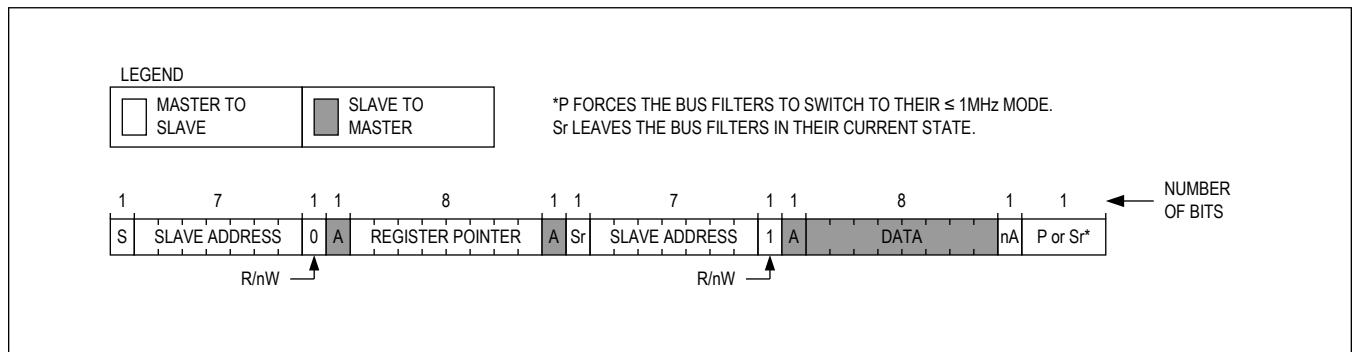 LEGEND
MASTER TO
SLAVE
SLAVE TO
MASTER
*P FORCES THE BUS FILTERS TO SWITCH TO THEIR ≤ 1MHz MODE.
Sr LEAVES THE BUS FILTERS IN THEIR CURRENT STATE.
1 7 1 1 8 1 1 7 1 1 8 1 1
NUMBER
OF BITS
S SLAVE ADDRESS 0 A REGISTER POINTER A Sr SLAVE ADDRESS 1 A DATA nA P or Sr*
R/nW R/nW